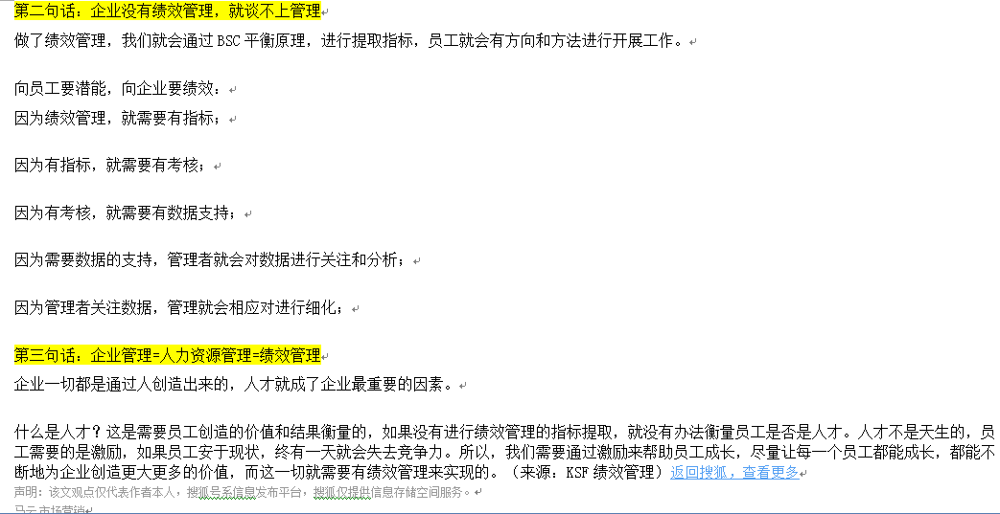 第二句话：企业没有绩效管理，就谈不上管理
做了绩效管理，我们就会通过 BSC 平衡原理，进行提取指标，员工就会有方向和方法进行开展工作。
向员工要潜能，向企业要绩效：
因为绩效管理，就需要有指标；
因为有指标，就需要有考核；
因为有考核，就需要有数据支持；
因为需要数据的支持，管理者就会对数据进行关注和分析；
因为管理者关注数据，管理就会相应对进行细化；
第三句话：企业管理=人力资源管理=绩效管理
企业一切都是通过人创造出来的，人才就成了企业最重要的因素。
什么是人才？这是需要员工创造的价值和结果衡量的，如果没有进行绩效管理的指标提取，就没有办法衡量员工是否是人才。人才不是天生的，员
工需要的是激励，如果员工安于现状，终有一天就会失去竞争力。所以，我们需要通过激励来帮助员工成长，尽量让每一个员工都能成长，都能不
断地为企业创造更大更多的价值，而这一切就需要有绩效管理来实现的。（来源：KSF 绩效管理）返回搜狐，查看更多
声明：该文观点仅代表作者本人，搜狐号系信息发布平台，搜狐仅提供信息存储空间服务。
马云 市场营销